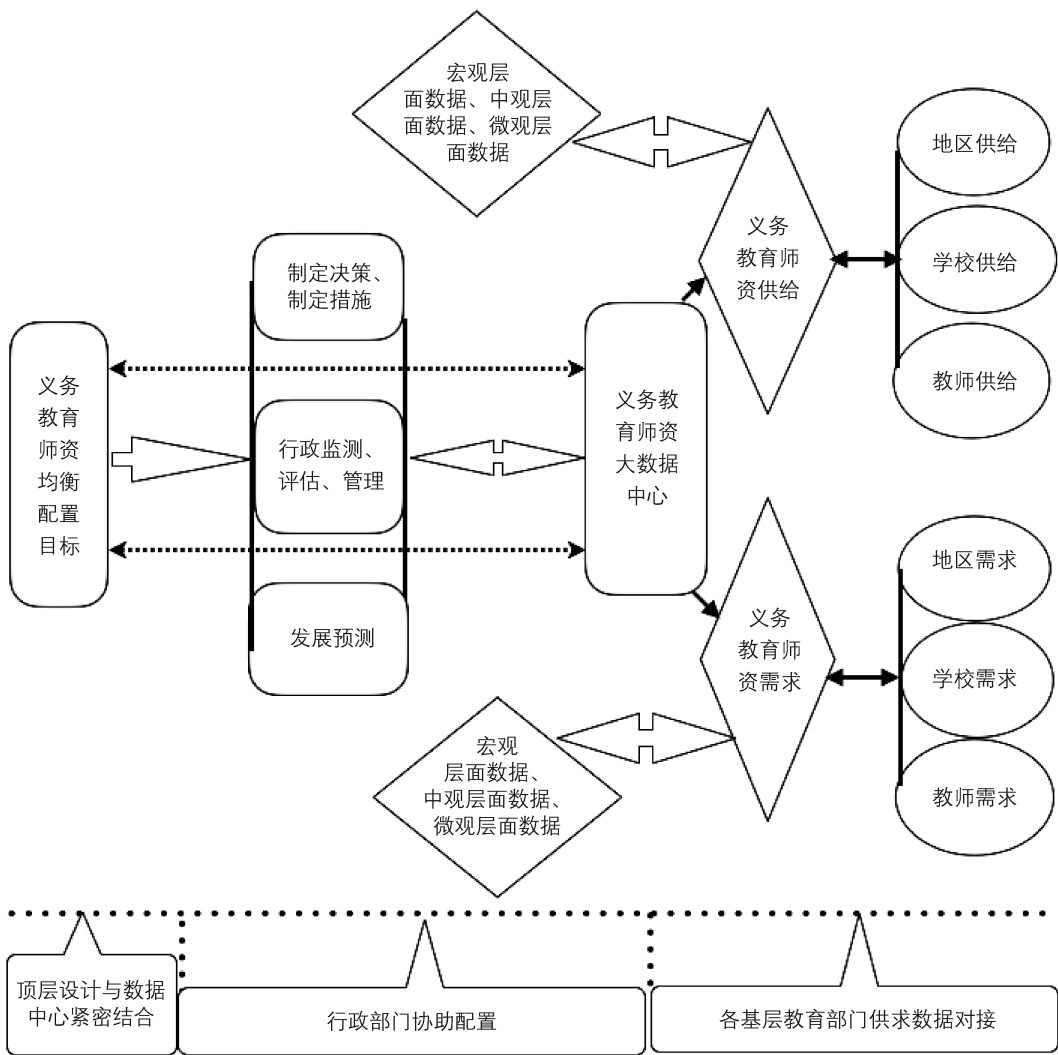 宏观层
面数据、中观层
面数据、微观层
面数据
义务
教育师
资供给
地区供给
学校供给
教师供给
义务
教育
师资
均衡
配置
目标
制定决策、
制定措施
行政监测、
评估、管理
发展预测
义务教
育师资
大数据
中心
义务
教育师
资需求
地区需求
学校需求
教师需求
宏观
层面数据、
中观层面数据、
微观层面数据
顶层设计与数据
中心紧密结合
行政部门协助配置
各基层教育部门供求数据对接